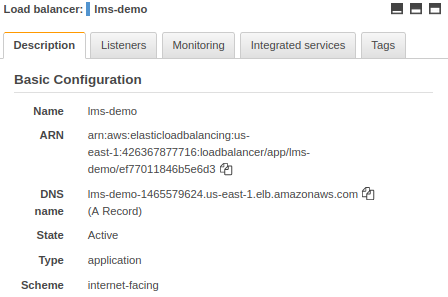 Load balancer: lms-demo
Description Listeners Monitoring Integrated services Tags
Basic Configuration
Name lms-demo
ARN arn:aws:elasticloadbalancing:us-
east-1:426367877716:loadbalancer/app/lms-
demo/ef77011846b5e6d3
DNS lms-demo-1465579624.us-east-1.elb.amazonaws.com
name (A Record)
State Active
Type application
Scheme internet-facing